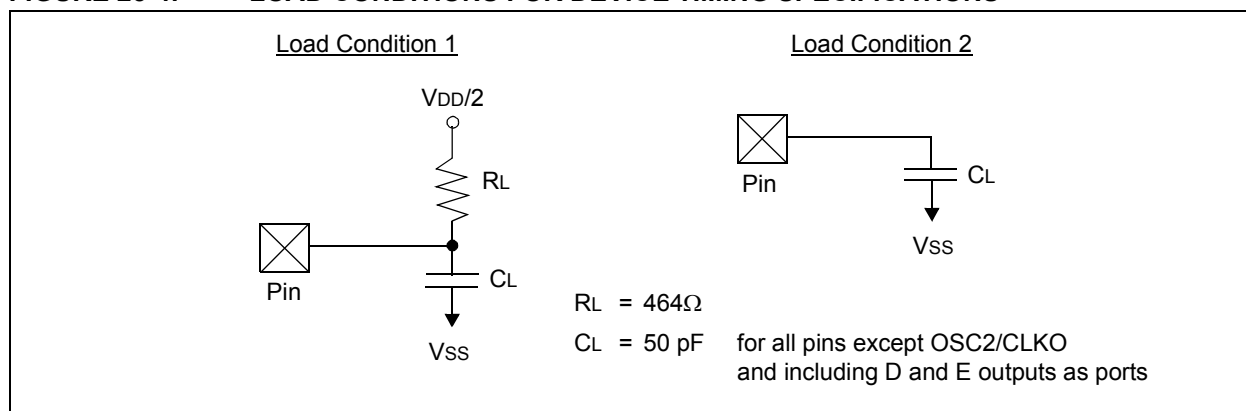 Load Condition 1
Load Condition 2
VDD/2
RL
Pin
CL
VSS
Pin
CL
VSS
RL = 464Ω
CL = 50 pF for all pins except OSC2/CLKO
and including D and E outputs as ports